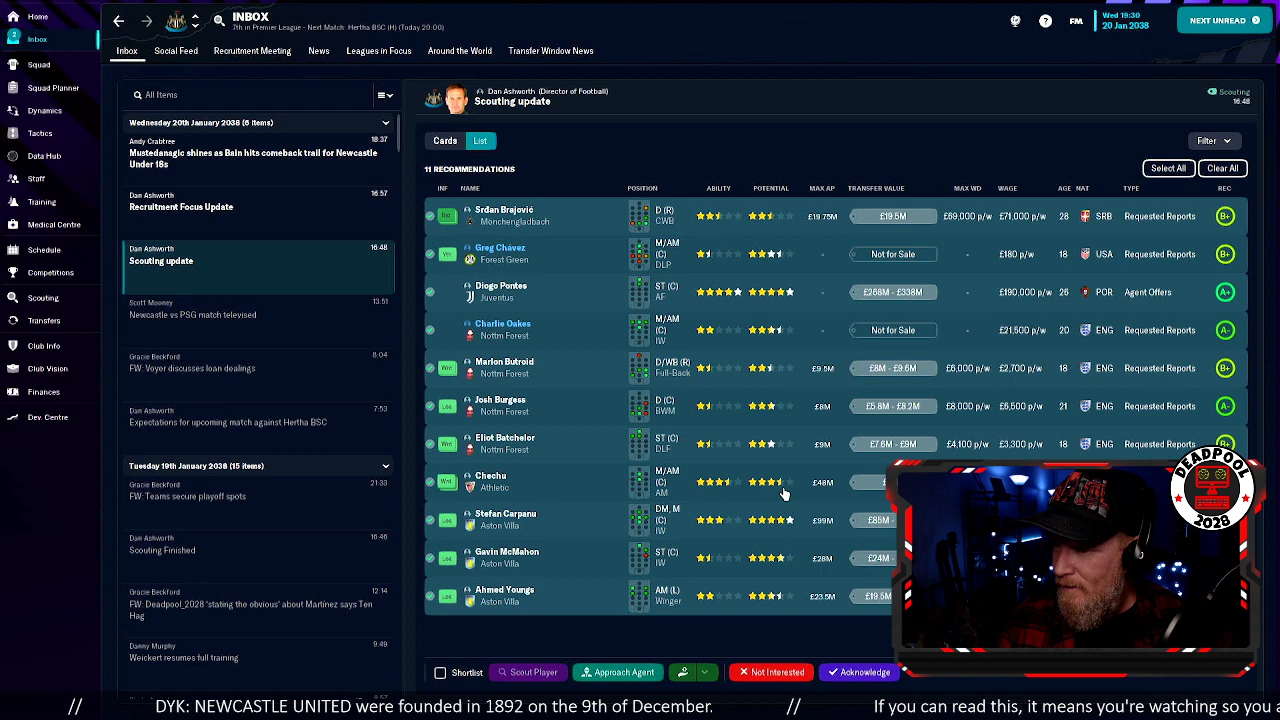 Home
2
Inbox
Squad
Squad Planner
Dynamics
Tactics
Data Hub
Staff
Training
Medical Centre
Schedule
Competitions
Scouting
Transfers
Club Info
Club Vision
Finances
Dev. Centre
INBOX
7th in Premier League - Next Match: Hertha BSC (H) (Today 20:00)
FM
Wed 19:30
20 Jan 2038
NEXT UNREAD
Inbox Social Feed Recruitment Meeting News Leagues in Focus Around the World Transfer Window News
All Items
Wednesday 20th January 2038 (6 items)
Andy Crabtree 18:37
Mustedanagic shines as Bain hits comeback trail for Newcastle
Under 18s
Dan Ashworth 16:57
Recruitment Focus Update
Dan Ashworth 16:48
Scouting update
Scott Mooney 13:51
Newcastle vs PSG match televised
Gracie Beckford 8:04
FW: Voyer discusses loan dealings
Dan Ashworth 7:53
Expectations for upcoming match against Hertha BSC
Tuesday 19th January 2038 (15 items)
Gracie Beckford 21:33
FW: Teams secure playoff spots
Dan Ashworth 16:46
Scouting Finished
Gracie Beckford 12:14
FW: Deadpool_2028 'stating the obvious' about Martínez says Ten
Hag
Danny Murphy 9:49
Weickert resumes full training
Dan Ashworth (Director of Football)
Scouting update
Scouting
16:48
Cards List Filter
11 RECOMMENDATIONS Select All Clear All
INF NAME POSITION ABILITY POTENTIAL MAX AP TRANSFER VALUE MAX WD WAGE AGE NAT TYPE REC
Bid Srđan Brajović Mönchengladbach D (R) CWB £19.75M £19.5M £69,000 p/w £71,000 p/w 28 SRB Requested Reports B+
Yth Greg Chávez Forest Green M/AM (C) DLP - Not for Sale - £180 p/w 18 USA Requested Reports B+
Diogo Pontes Juventus ST (C) AF - £268M - £338M - £190,000 p/w 26 POR Agent Offers A+
Charlie Oakes Nottm Forest M/AM (C) IW - Not for Sale - £21,500 p/w 20 ENG Requested Reports A-
Wnt Marlon Butroid Nottm Forest D/WB (R) Full-Back £9.5M £8M - £9.6M £6,000 p/w £2,700 p/w 18 ENG Requested Reports B+
Loa Josh Burgess Nottm Forest D (C) BWM £8M £5.8M - £8.2M £8,000 p/w £6,500 p/w 21 ENG Requested Reports A-
Wnt Eliot Batchelor Nottm Forest ST (C) DLF £9M £7.6M - £9M £4,100 p/w £3,300 p/w 18 ENG Requested Reports B+
Wnt Chechu Athletic M/AM (C) AM £48M
Loa Stefan Carpanu Aston Villa DM, M (C) IW £99M £85M -
Loa Gavin McMahon Aston Villa ST (C) IW £28M £24M -
Loa Ahmed Youngs Aston Villa AM (L) Winger £23.5M £19.5M
Shortlist Scout Player Approach Agent Not Interested Acknowledge
DEADPOOL
2028
// DYK: NEWCASTLE UNITED were founded in 1892 on the 9th of December. // If you can read this, it means you're watching so you a